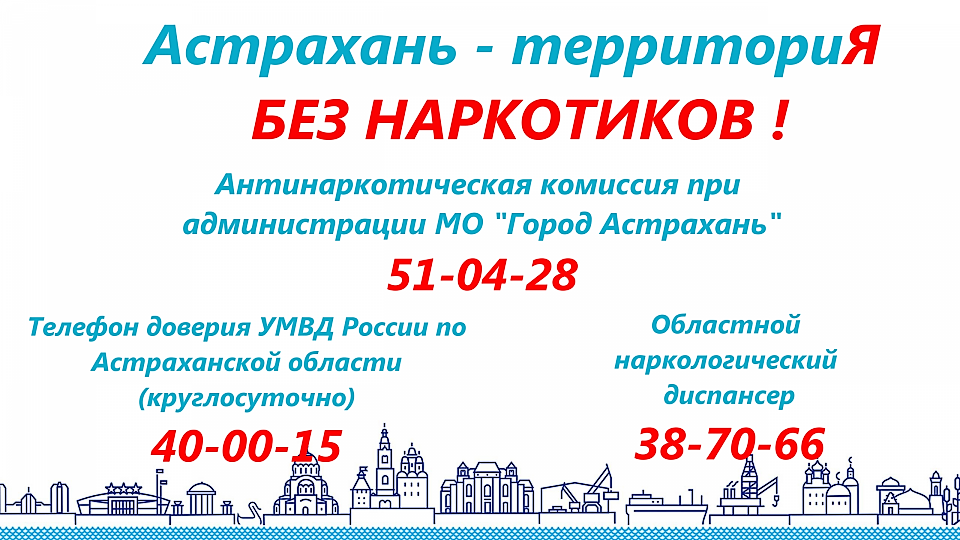 Астрахань - территориЯ
БЕЗ НАРКОТИКОВ !
Антинаркотическая комиссия при
администрации МО "Город Астрахань"
51-04-28
Телефон доверия УМВД России по
Астраханской области
(круглосуточно)
40-00-15
Областной
наркологический
диспансер
38-70-66